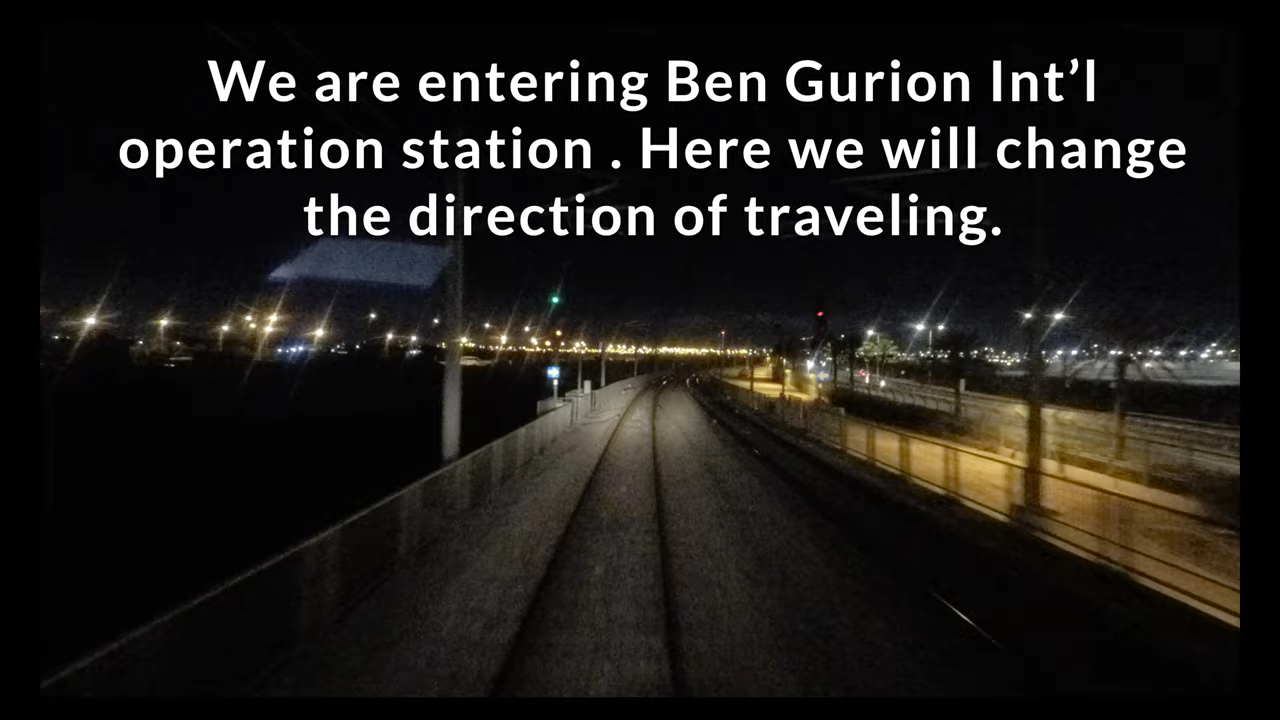 We are entering Ben Gurion Int’l
operation station . Here we will change
the direction of traveling.